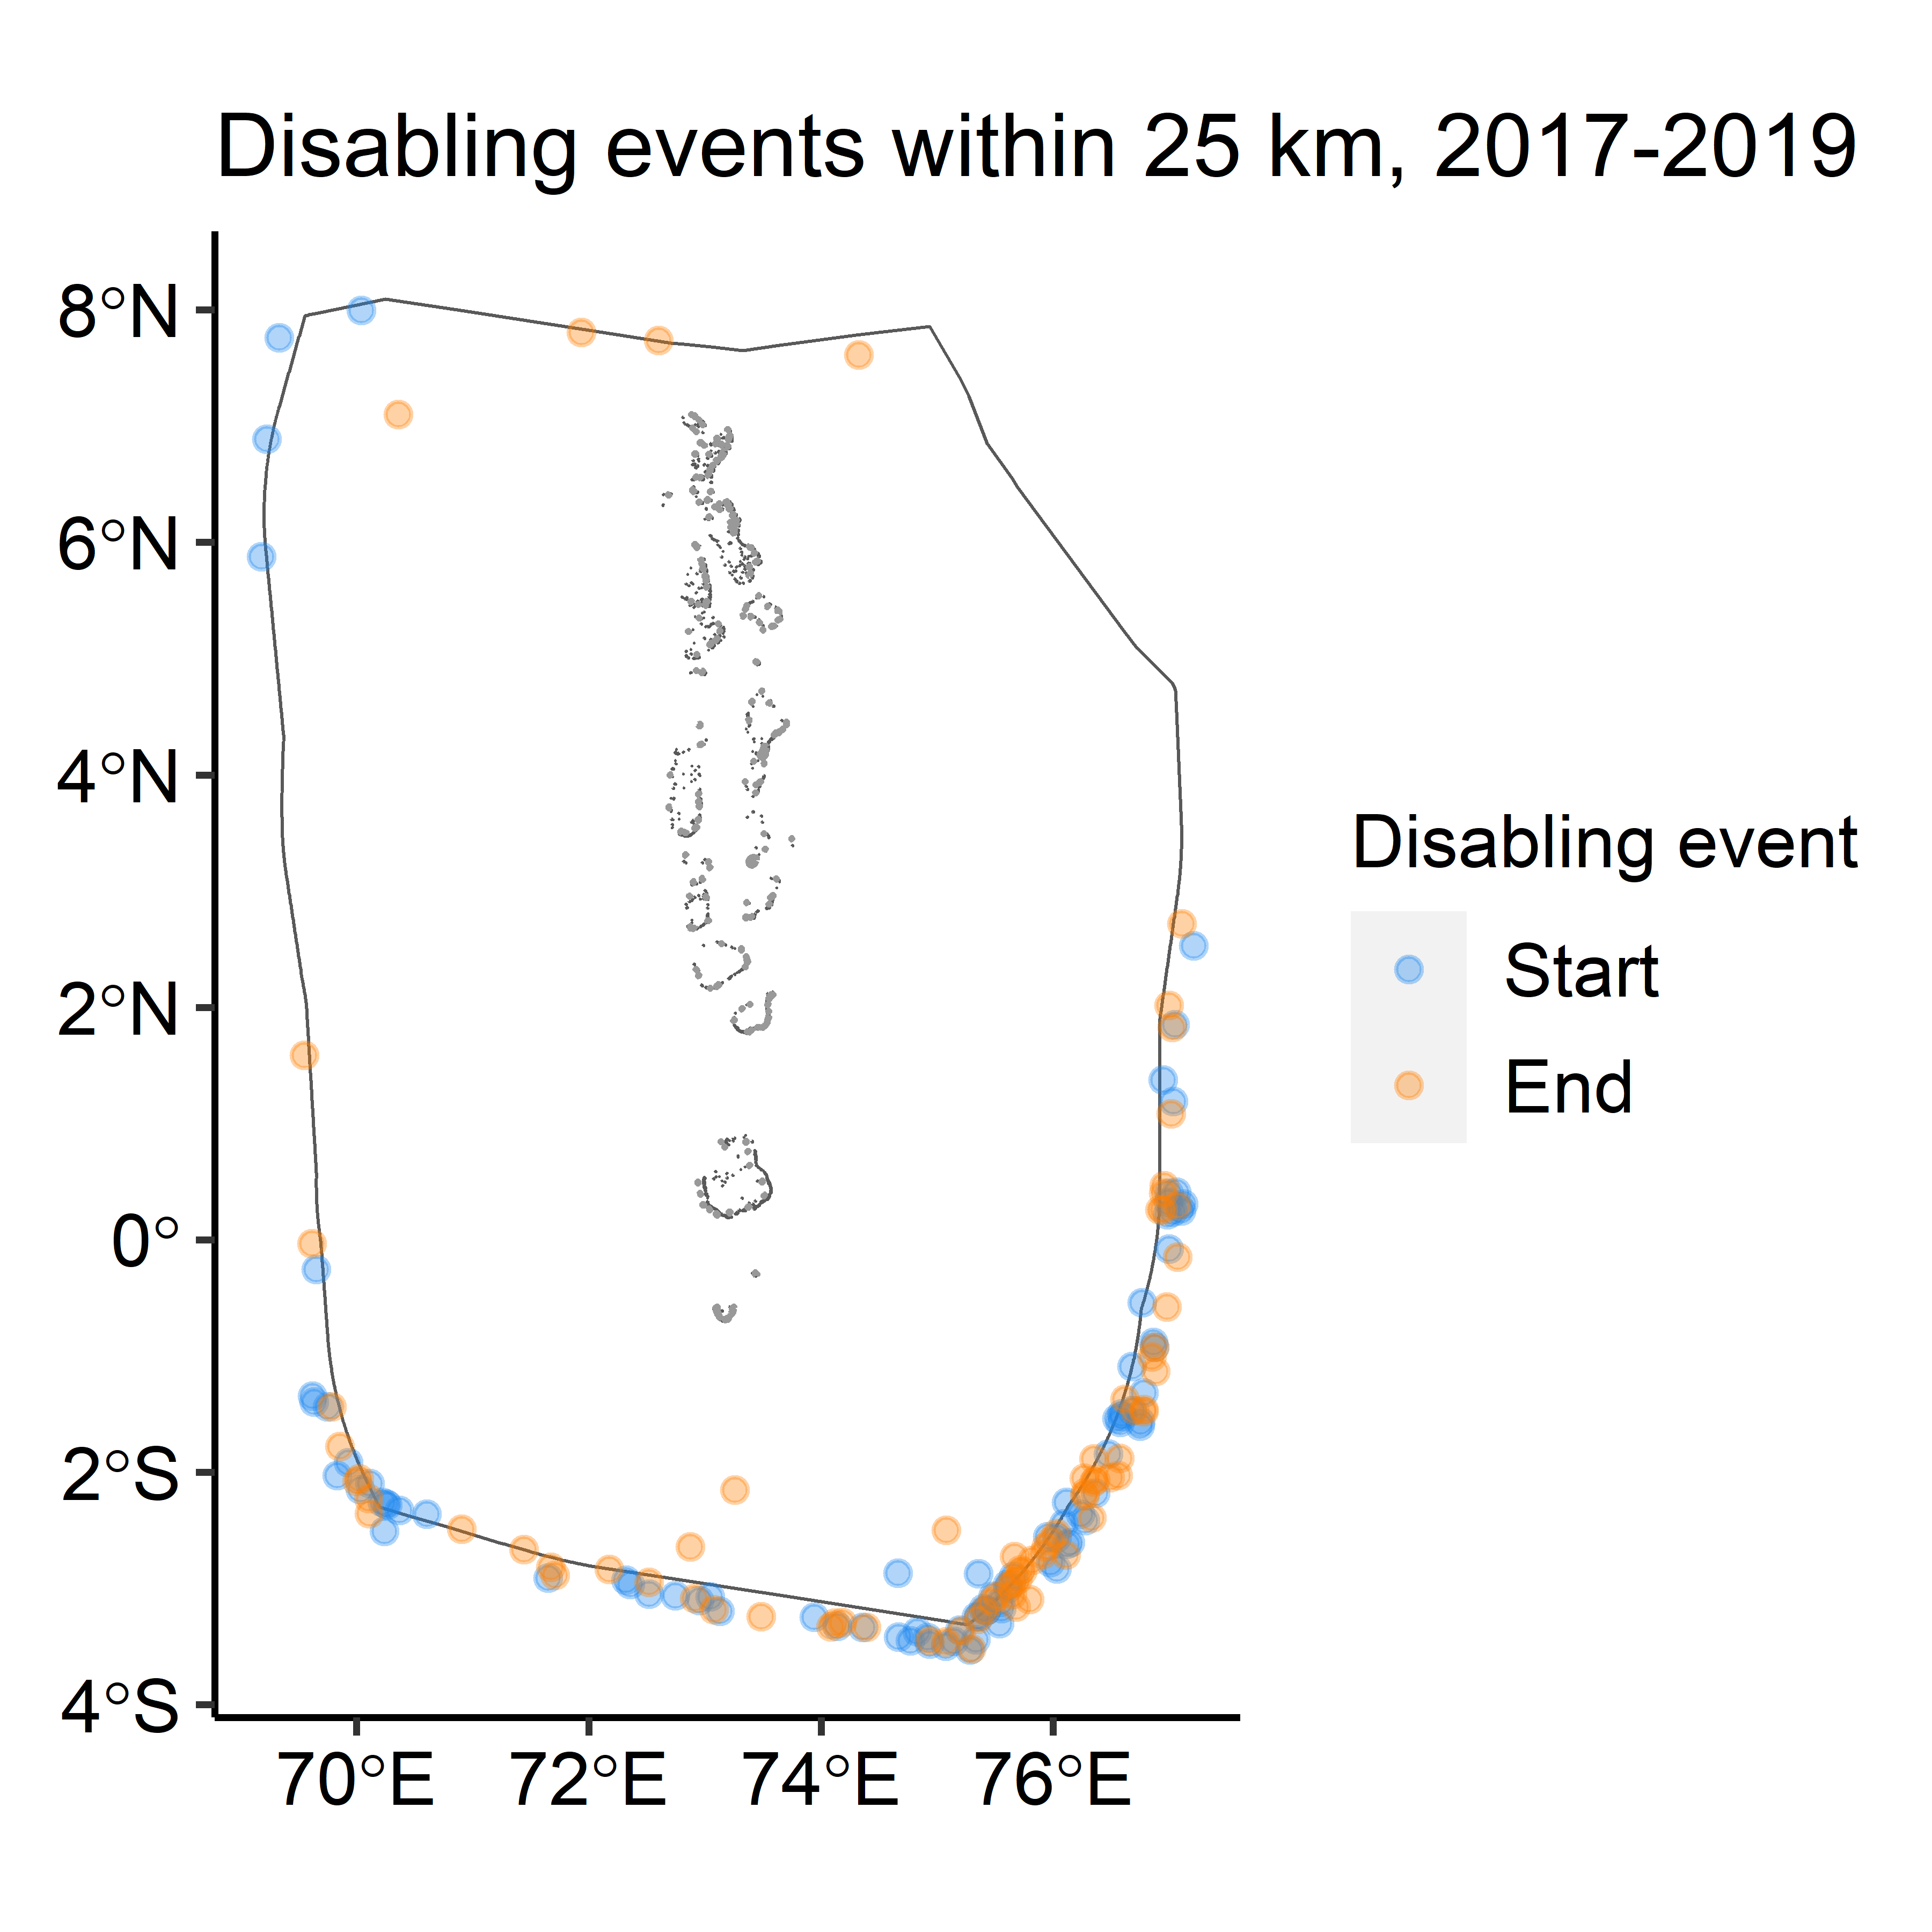 Disabling events within 25 km, 2017-2019
8°N
6°N
4°N
2°N
0°
2°S
4°S
70°E 72°E 74°E 76°E
Disabling event
Start
End